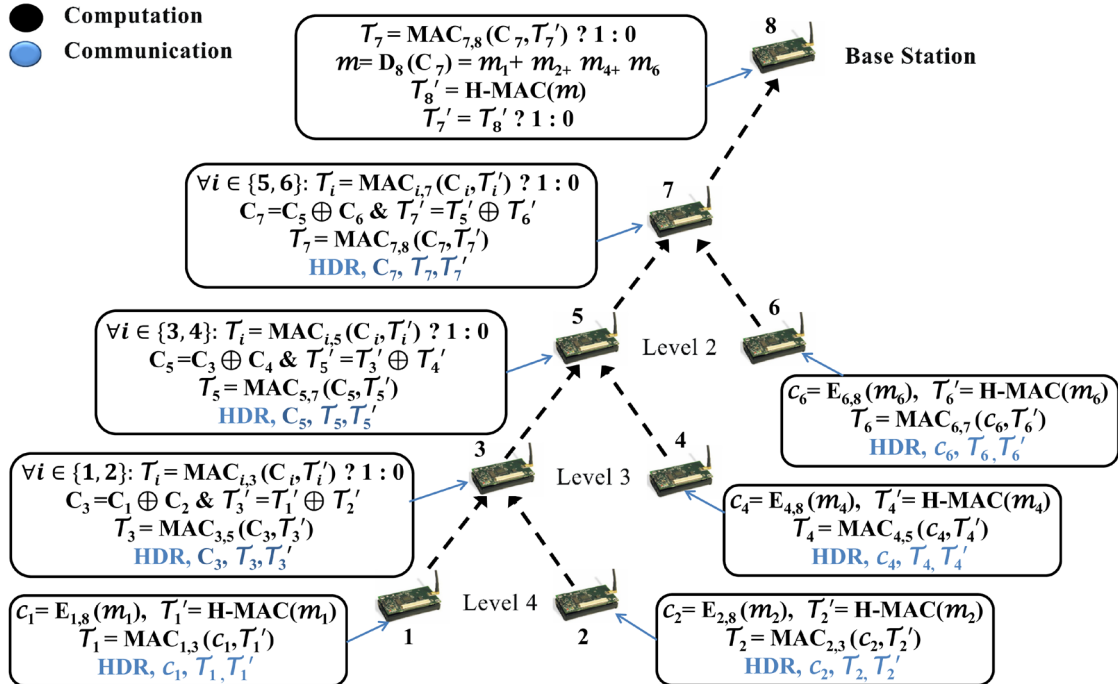 Computation
Communication
𝒯₇ = MAC₇,₈(C₇,𝒯₇′) ? 1 : 0
m= D₈(C₇) = m₁+ m₂₊ m₄₊ m₆
𝒯₈′ = H-MAC(m)
𝒯₇′ = 𝒯₈′ ? 1 : 0
8
Base Station
∀i ∈ {5, 6}: 𝒯ᵢ = MACᵢ,₇(Cᵢ,𝒯ᵢ′) ? 1 : 0
C₇=C₅ ⊕ C₆ & 𝒯₇′ =𝒯₅′ ⊕ 𝒯₆′
𝒯₇ = MAC₇,₈(C₇,𝒯₇′)
HDR, C₇, 𝒯₇,𝒯₇′
7
∀i ∈ {3, 4}: 𝒯ᵢ = MACᵢ,₅(Cᵢ,𝒯ᵢ′) ? 1 : 0
C₅=C₃ ⊕ C₄ & 𝒯₅′ =𝒯₃′ ⊕ 𝒯₄′
𝒯₅= MAC₅,₇(C₅,𝒯₅′)
HDR, C₅, 𝒯₅,𝒯₅′
5
Level 2
6
c₆= E₆,₈(m₆), 𝒯₆′= H-MAC(m₆)
𝒯₆= MAC₆,₇(c₆,𝒯₆′)
HDR, c₆, 𝒯₆,𝒯₆′
∀i ∈ {1, 2}: 𝒯ᵢ = MACᵢ,₃(Cᵢ,𝒯ᵢ′) ? 1 : 0
C₃=C₁ ⊕ C₂ & 𝒯₃′ =𝒯₁′ ⊕ 𝒯₂′
𝒯₃= MAC₃,₅(C₃,𝒯₃′)
HDR, C₃, 𝒯₃,𝒯₃′
3
Level 3
4
c₄= E₄,₈(m₄), 𝒯₄′= H-MAC(m₄)
𝒯₄= MAC₄,₅(c₄,𝒯₄′)
HDR, c₄, 𝒯₄, 𝒯₄′
c₁= E₁,₈(m₁), 𝒯₁′= H-MAC(m₁)
𝒯₁= MAC₁,₃(c₁,𝒯₁′)
HDR, c₁, 𝒯₁,𝒯₁′
1
Level 4
2
c₂= E₂,₈(m₂), 𝒯₂′= H-MAC(m₂)
𝒯₂= MAC₂,₃(c₂,𝒯₂′)
HDR, c₂, 𝒯₂, 𝒯₂′